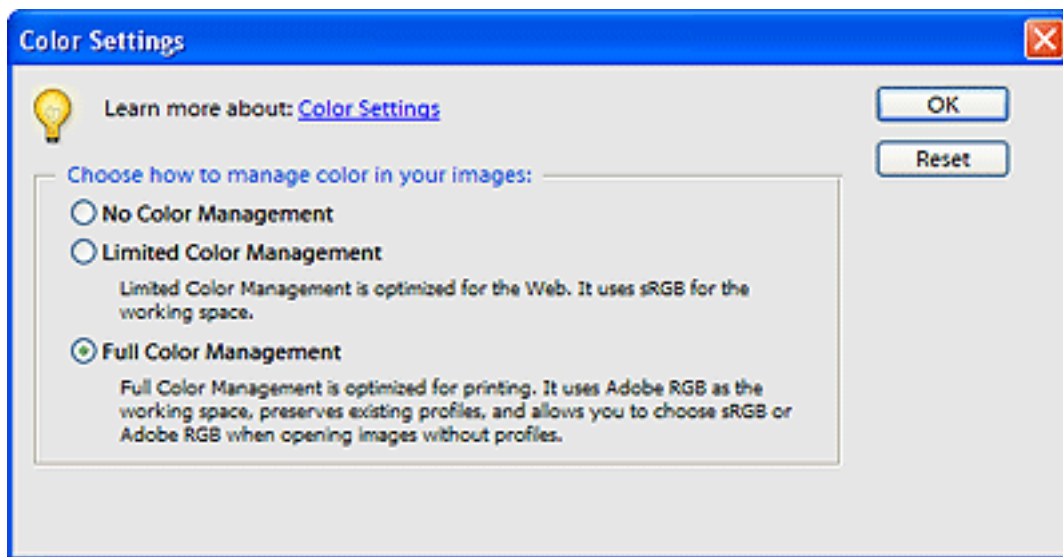 Color Settings
Learn more about: Color Settings
OK
Reset
Choose how to manage color in your images:
No Color Management
Limited Color Management
Limited Color Management is optimized for the Web. It uses sRGB for the
working space.
Full Color Management
Full Color Management is optimized for printing. It uses Adobe RGB as the
working space, preserves existing profiles, and allows you to choose sRGB or
Adobe RGB when opening images without profiles.